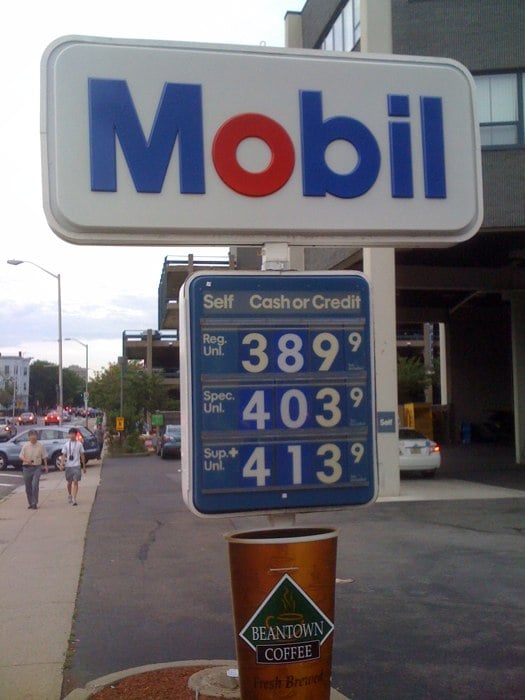 Mobil
Self Cash or Credit
Reg. Unl. 389 9
Spec. Unl. 403 9
Sup.+ Unl. 413 9
Self
BEANTOWN
COFFEE
Fresh Brewed